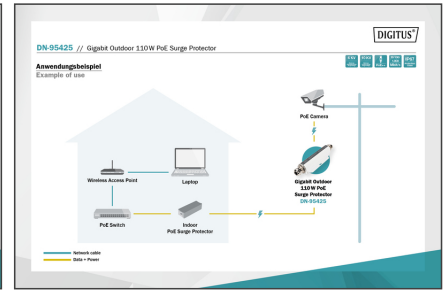 DIGITUS®
DN-95425 // Gigabit Outdoor 110 W PoE Surge Protector
Anwendungsbeispiel
Example of use
IP67
PoE Camera
Wireless Access Point
Laptop
Gigabit Outdoor
110 W PoE
Surge Protector
DN-95425
PoE Switch
Indoor
PoE Surge Protector
Network cable
Data + Power